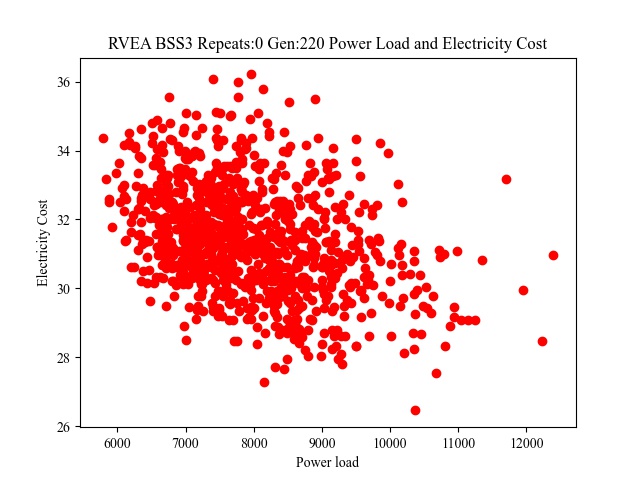 RVEA BSS3 Repeats:0 Gen:220 Power Load and Electricity Cost
36
34
32
30
28
26
Electricity Cost
6000 7000 8000 9000 10000 11000 12000
Power load